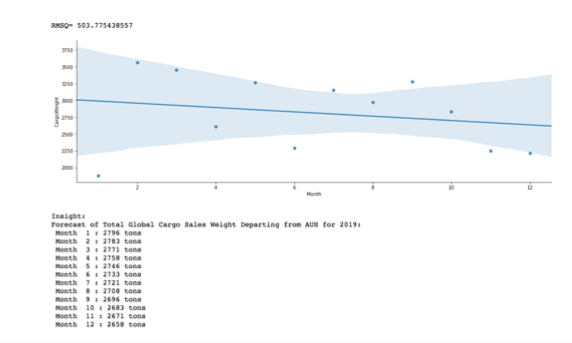 RMSQ= 503.775438557
3750
3500
3250
3000
2750
2500
2250
2000
CargoWeight
2
4
6
8
10
12
Month
Insight:
Forecast of Total Global Cargo Sales Weight Departing from AUH for 2019:
Month 1 : 2796 tons
Month 2 : 2783 tons
Month 3 : 2771 tons
Month 4 : 2758 tons
Month 5 : 2746 tons
Month 6 : 2733 tons
Month 7 : 2721 tons
Month 8 : 2708 tons
Month 9 : 2696 tons
Month 10 : 2683 tons
Month 11 : 2671 tons
Month 12 : 2658 tons